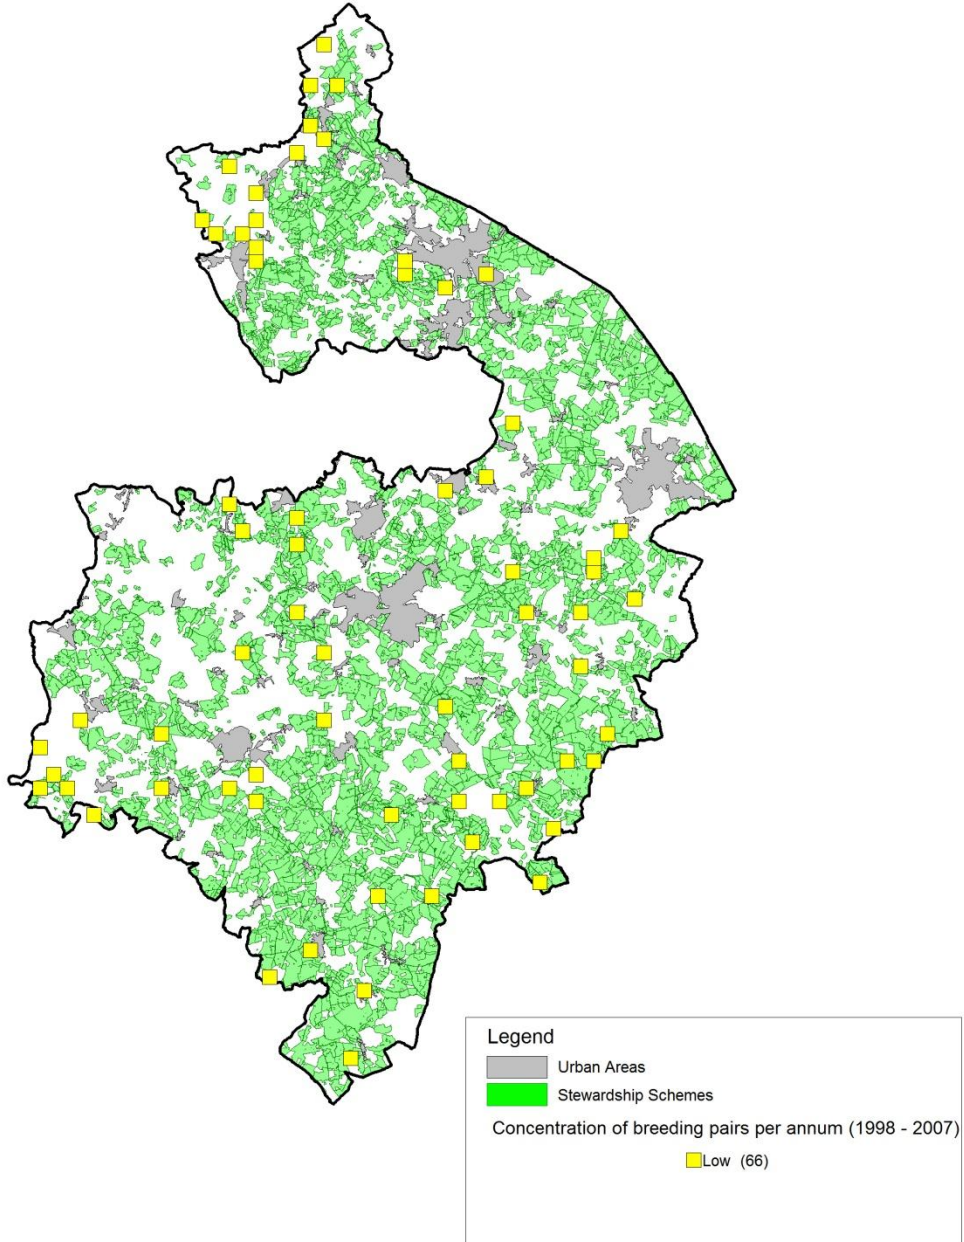 Legend
Urban Areas
Stewardship Schemes
Concentration of breeding pairs per annum (1998 - 2007)
Low (66)